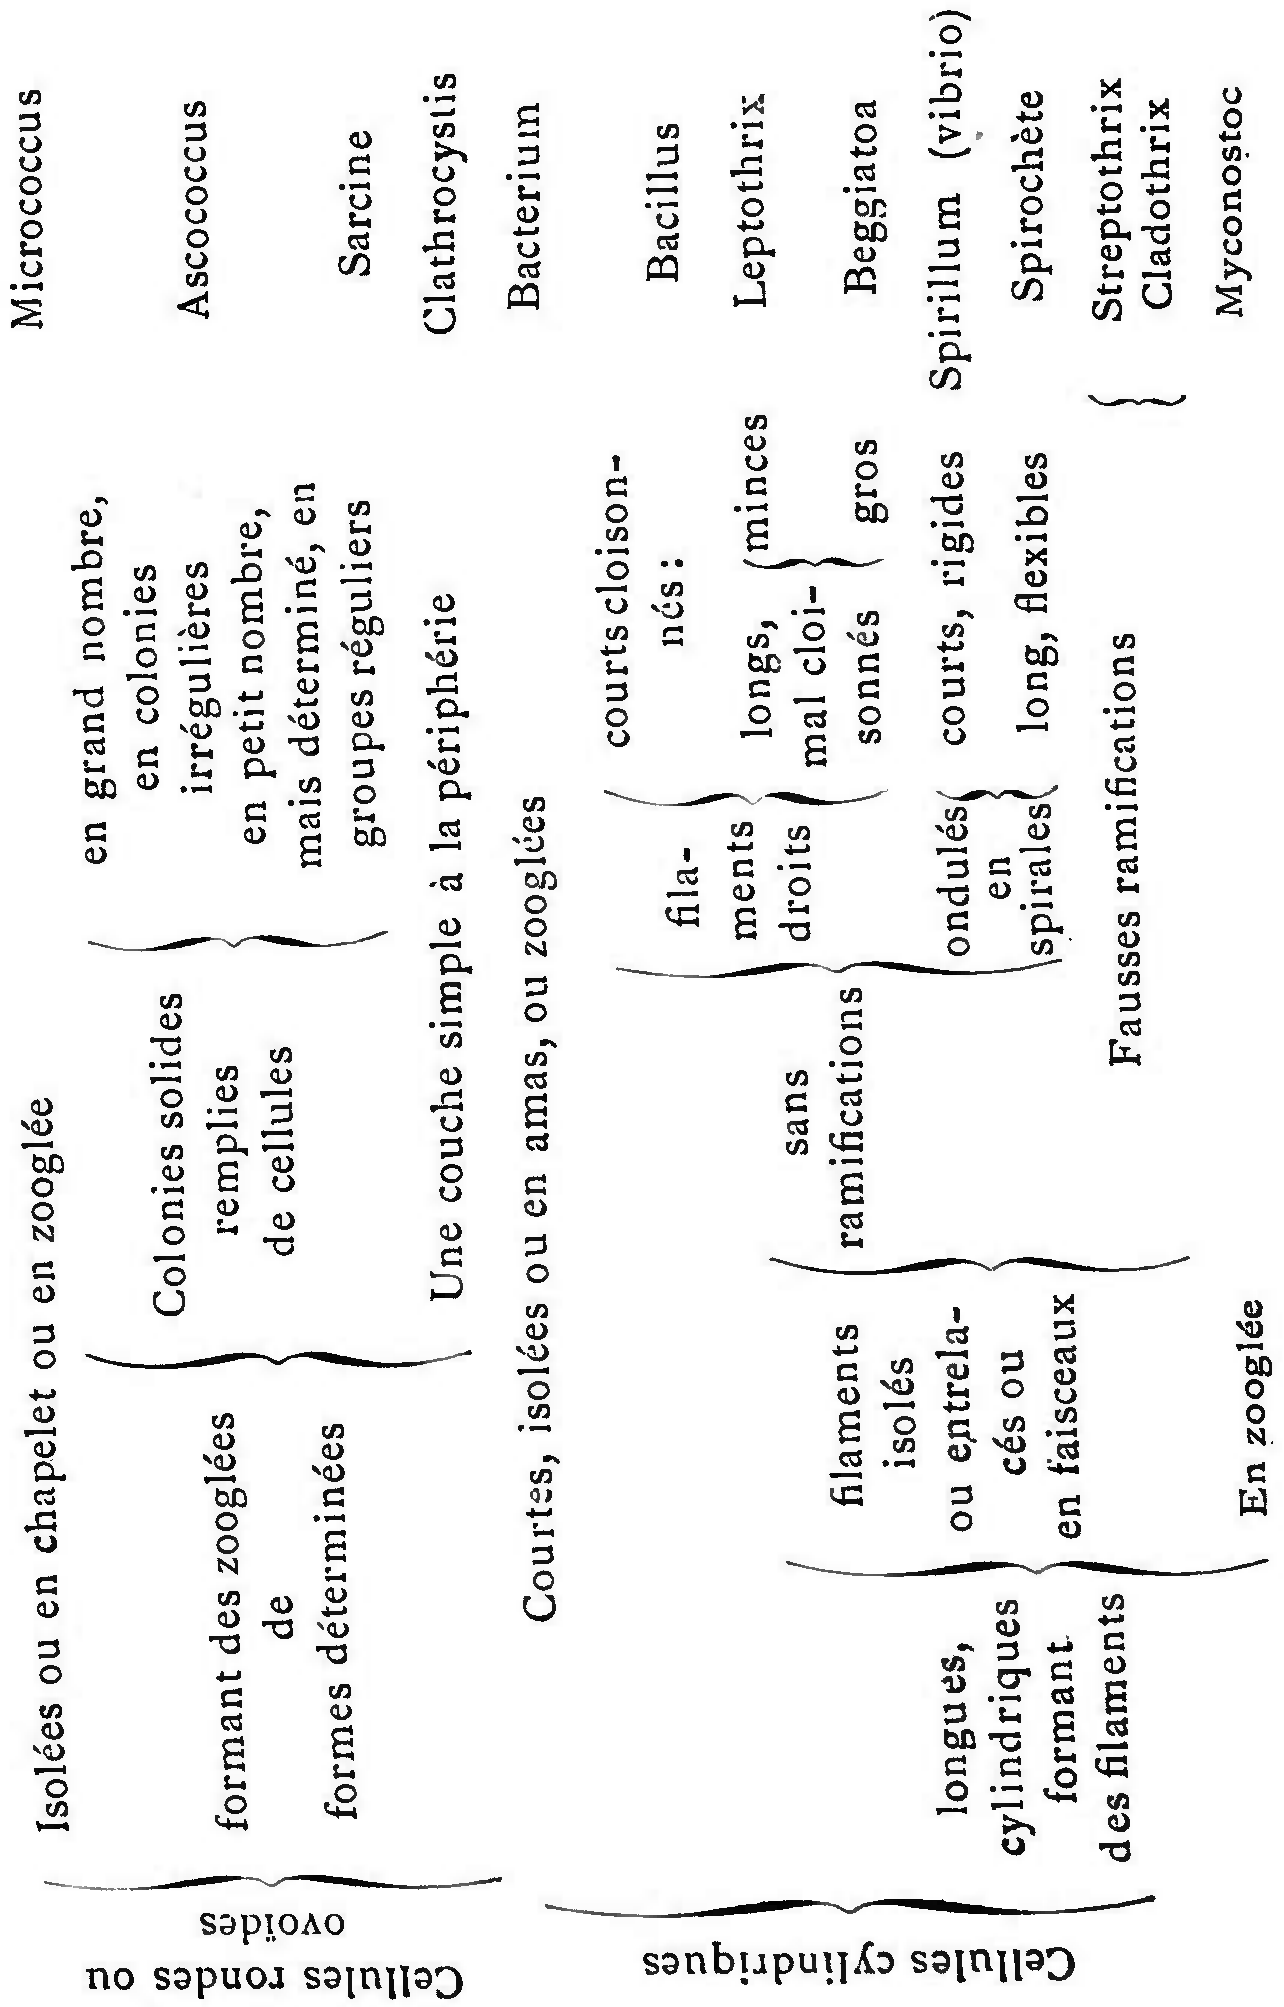 Cellules rondes ou
ovoïdes
Isolées ou en chapelet ou en zooglée
Micrococcus
formant des zooglées
de
formes déterminées
Colonies solides
remplies
de cellules
en grand nombre,
en colonies
irrégulières
Ascococcus
en petit nombre,
mais déterminé, en
groupes réguliers
Sarcine
Une couche simple à la périphérie
Clathrocystis
Cellules cylindriques
Courtes, isolées ou en amas, ou zooglées
Bacterium
longues,
cylindriques
formant
des filaments
filaments
isolés
ou entrela-
cés ou
en faisceaux
sans
ramifications
fila-
ments
droits
courts cloison-
nés:
Bacillus
longs,
mal cloi-
sonnés
minces
Leptothrix
gros
Beggiatoa
ondulés
en
spirales
courts, rigides
Spirillum (vibrio)
long, flexibles
Spirochète
Fausses ramifications
Streptothrix
Cladothrix
En zooglée
Myconostoc